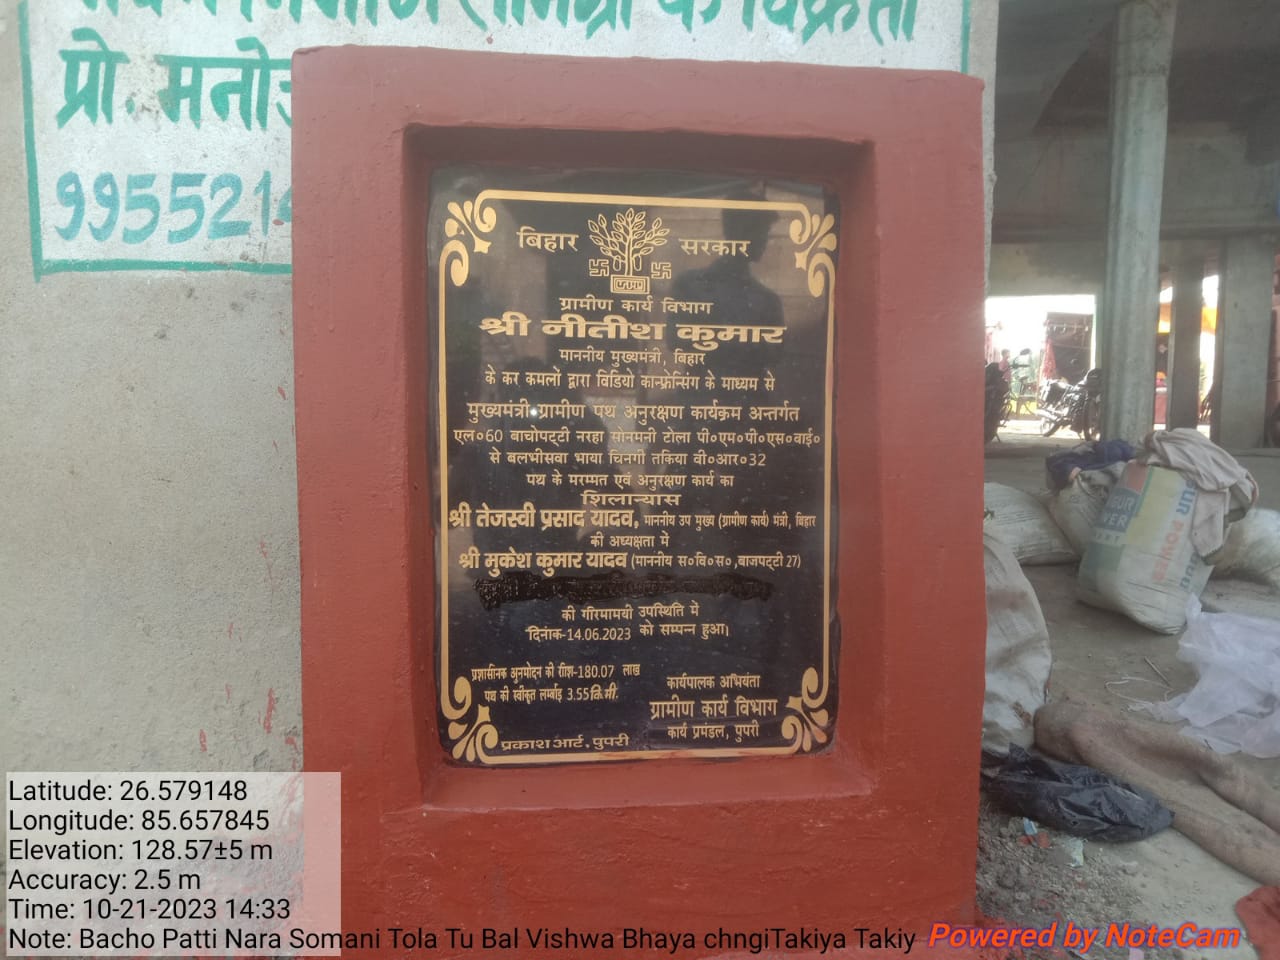 प्रो. मनोज
9955214
बिहार सरकार
ग्रामीण कार्य विभाग
श्री नीतीश कुमार
माननीय मुख्यमंत्री, बिहार
के कर कमलों द्वारा विडियो कान्फ्रेन्सिंग के माध्यम से
मुख्यमंत्री ग्रामीण पथ अनुरक्षण कार्यक्रम अन्तर्गत
एल०60 बाचोपट्टी नरहा सोनमनी टोला पी०एम०पी०एस०वाई०
से बलभीसवा भाया चिनगी तकिया वी०आर०32
पथ के मरम्मत एवं अनुरक्षण कार्य का
शिलान्यास
श्री तेजस्वी प्रसाद यादव, माननीय उप मुख्य (ग्रामीण कार्य) मंत्री, बिहार
की अध्यक्षता में
श्री मुकेश कुमार यादव (माननीय स०वि०स०,बाजपट्टी 27)
की गरिमामयी उपस्थिति में
दिनांक-14.06.2023 को सम्पन्न हुआ।
प्रशासनिक अनुमोदन की राशि-180.07 लाख
पथ की स्वीकृत लम्बाई 3.55कि.मी.
कार्यपालक अभियंता
ग्रामीण कार्य विभाग
कार्य प्रमंडल, पुपरी
प्रकाश आर्ट, पुपरी
Latitude: 26.579148
Longitude: 85.657845
Elevation: 128.57±5 m
Accuracy: 2.5 m
Time: 10-21-2023 14:33
Note: Bacho Patti Nara Somani Tola Tu Bal Vishwa Bhaya chngiTakiya Takiy
Powered by NoteCam